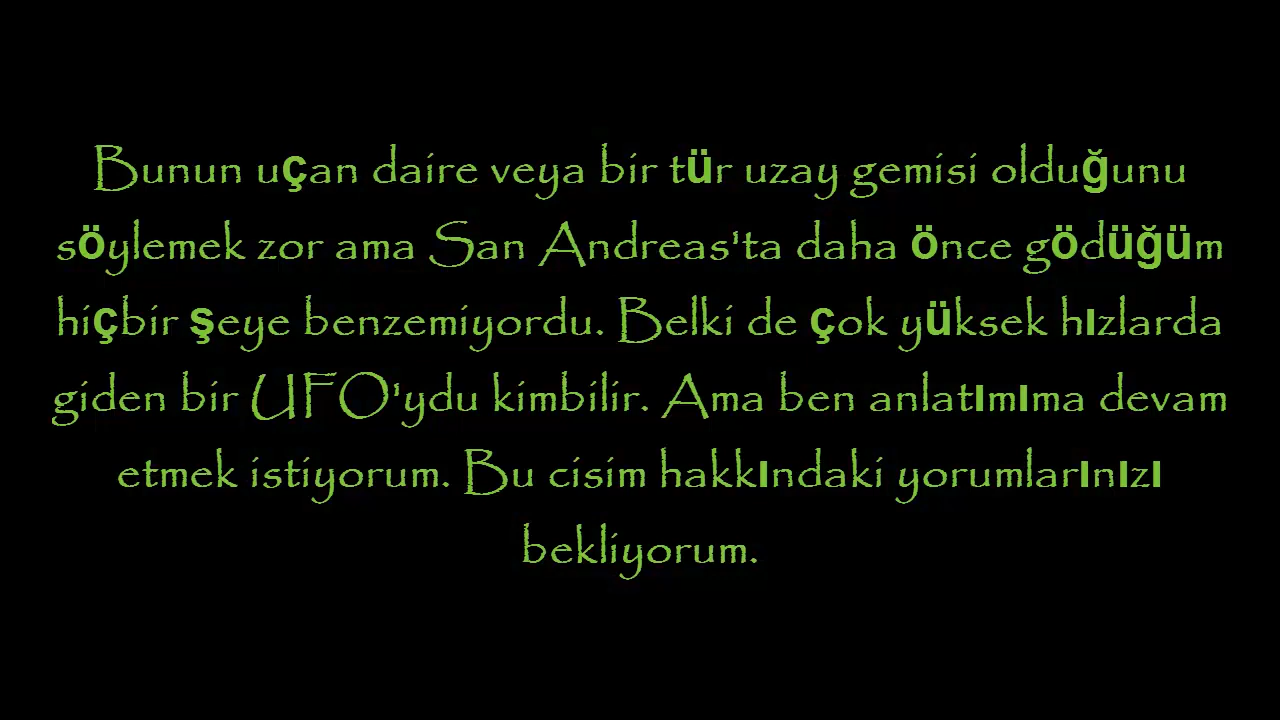 Bunun uçan daire veya bir tür uzay gemisi olduğunu
söylemek zor ama San Andreas'ta daha önce gödüğüm
hiçbir şeye benzemiyordu. Belki de çok yüksek hızlarda
giden bir UFO'ydu kimbilir. Ama ben anlatımıma devam
etmek istiyorum. Bu cisim hakkındaki yorumlarınızı
bekliyorum.